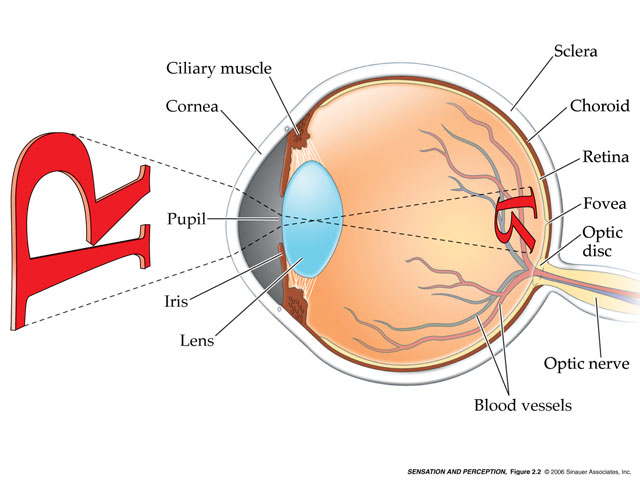 Sclera
Ciliary muscle
Cornea
Choroid
Retina
Pupil
Fovea
Optic
disc
Iris
Lens
Optic nerve
Blood vessels
R
R
SENSATION AND PERCEPTION, Figure 2.2 © 2006 Sinauer Associates, Inc.